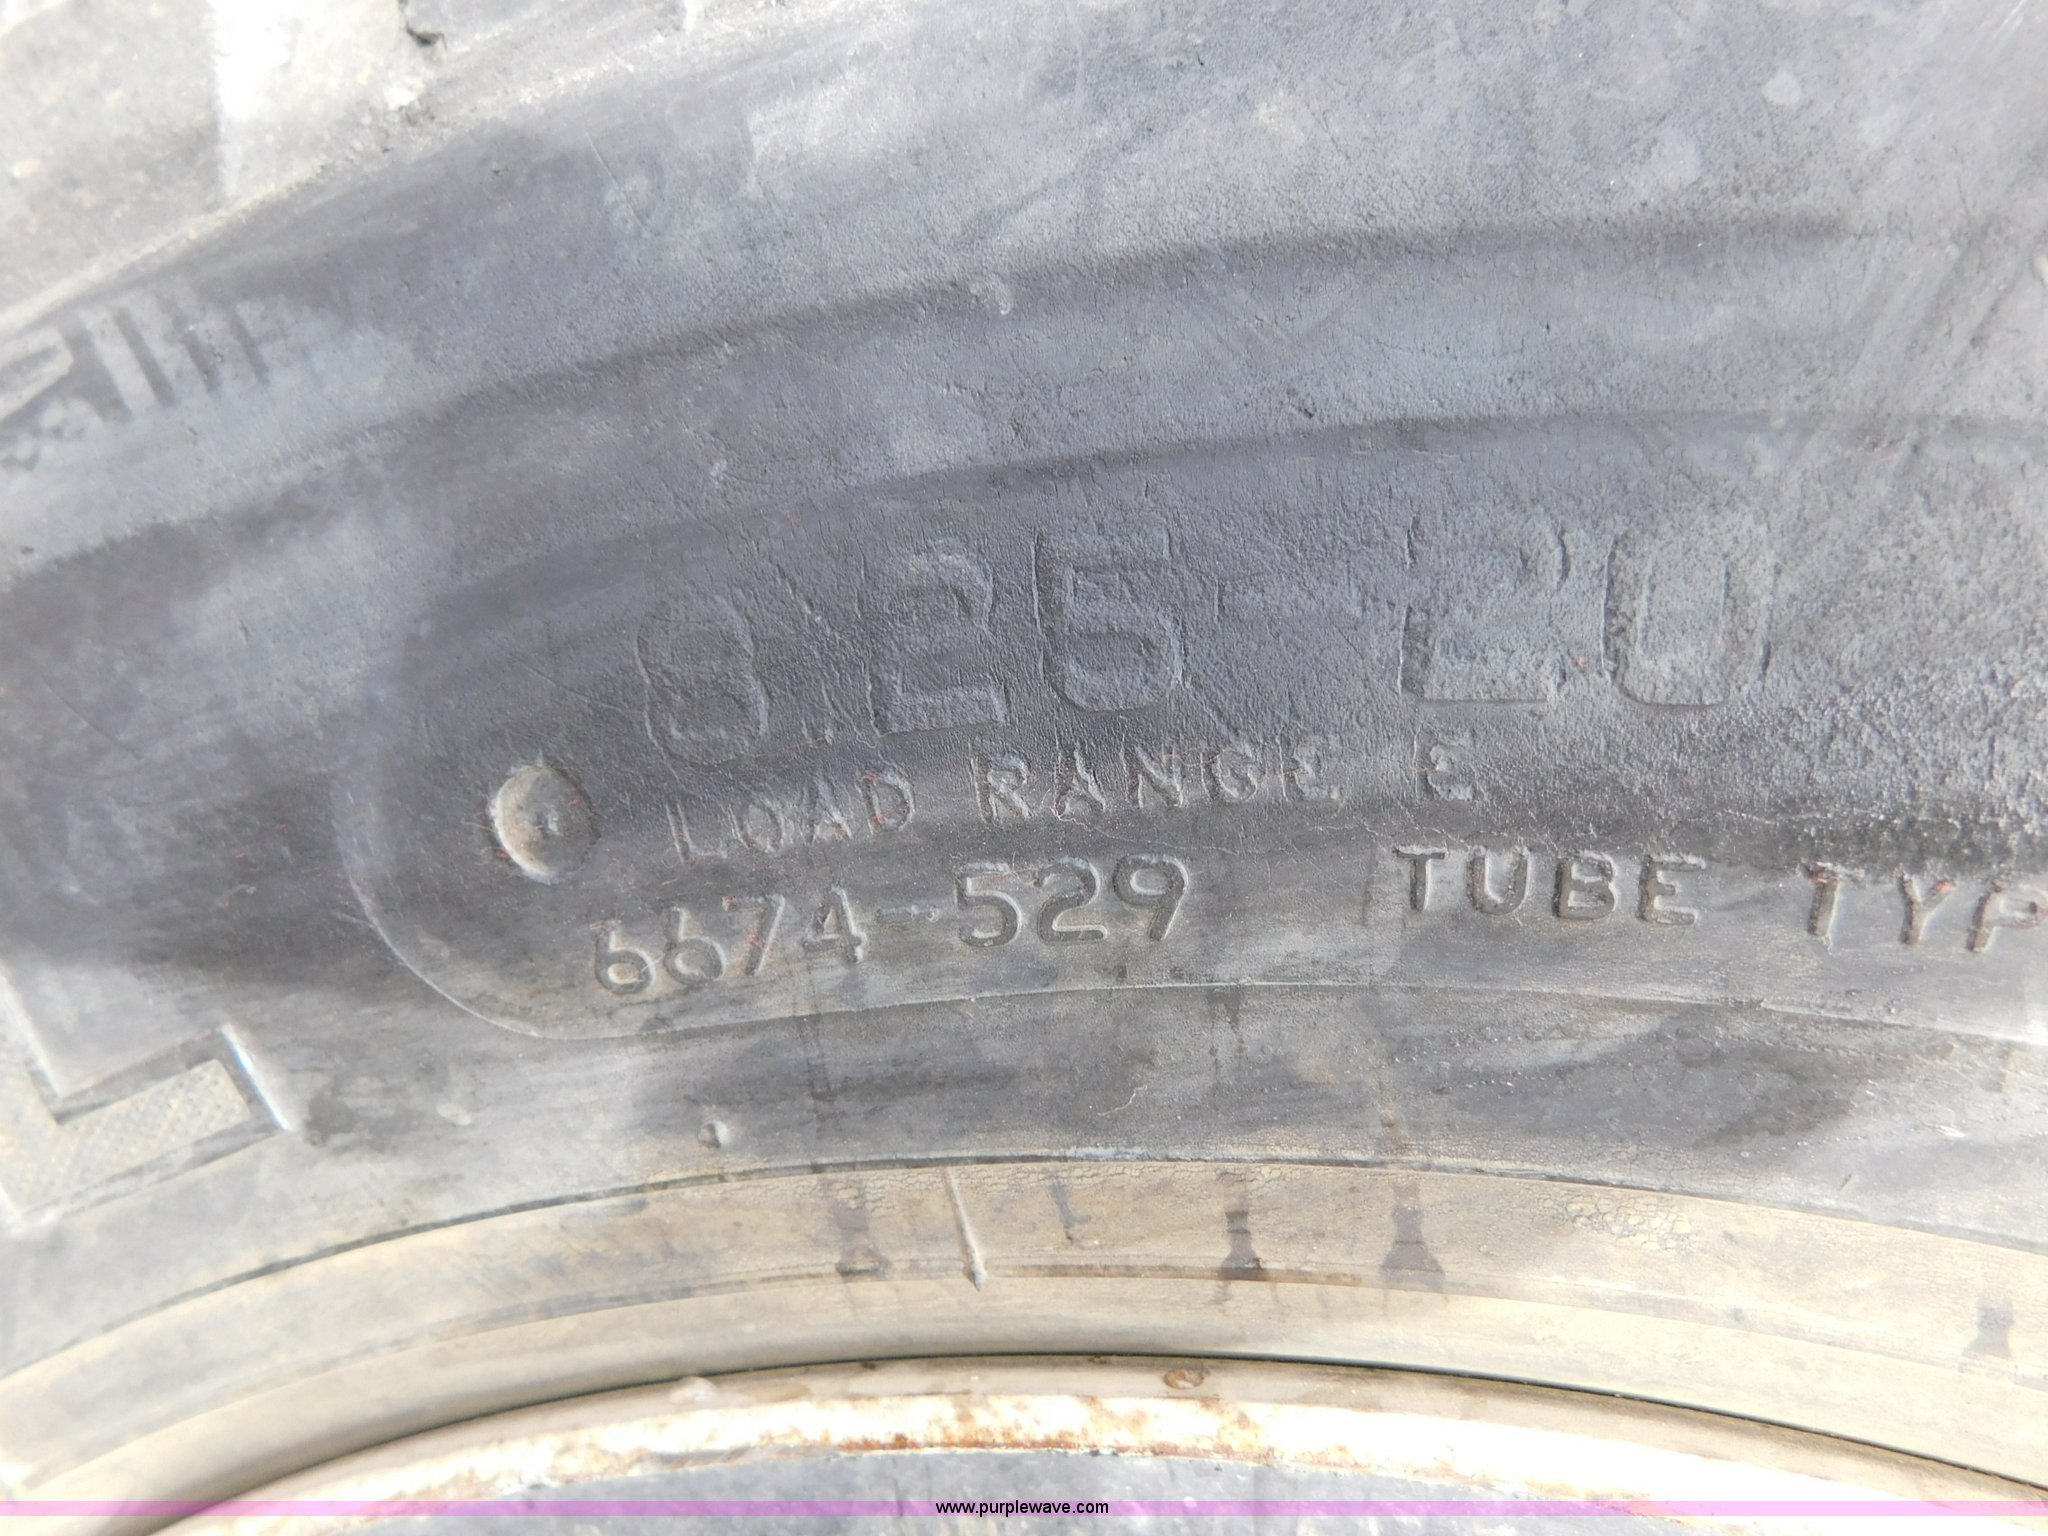 8.25-20
LOAD RANGE E
6674-529 TUBE TYP
www.purplewave.com